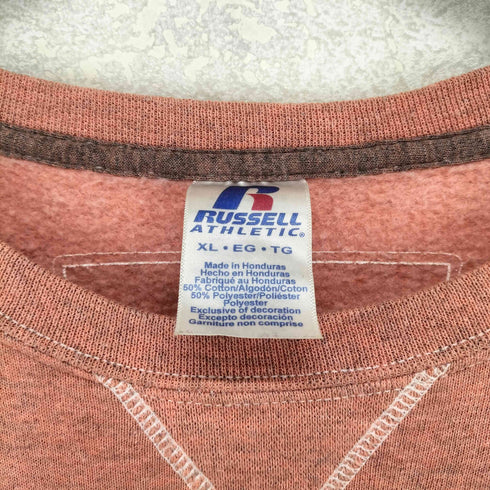 R
RUSSELL
ATHLETIC®
XL • EG • TG
Made in Honduras
Hecho en Honduras
Fabriqué au Honduras
50% Cotton/Algodón/Coton
50% Polyester/Poliéster
Polyester
Exclusive of decoration
Excepto decoración
Garniture non comprise